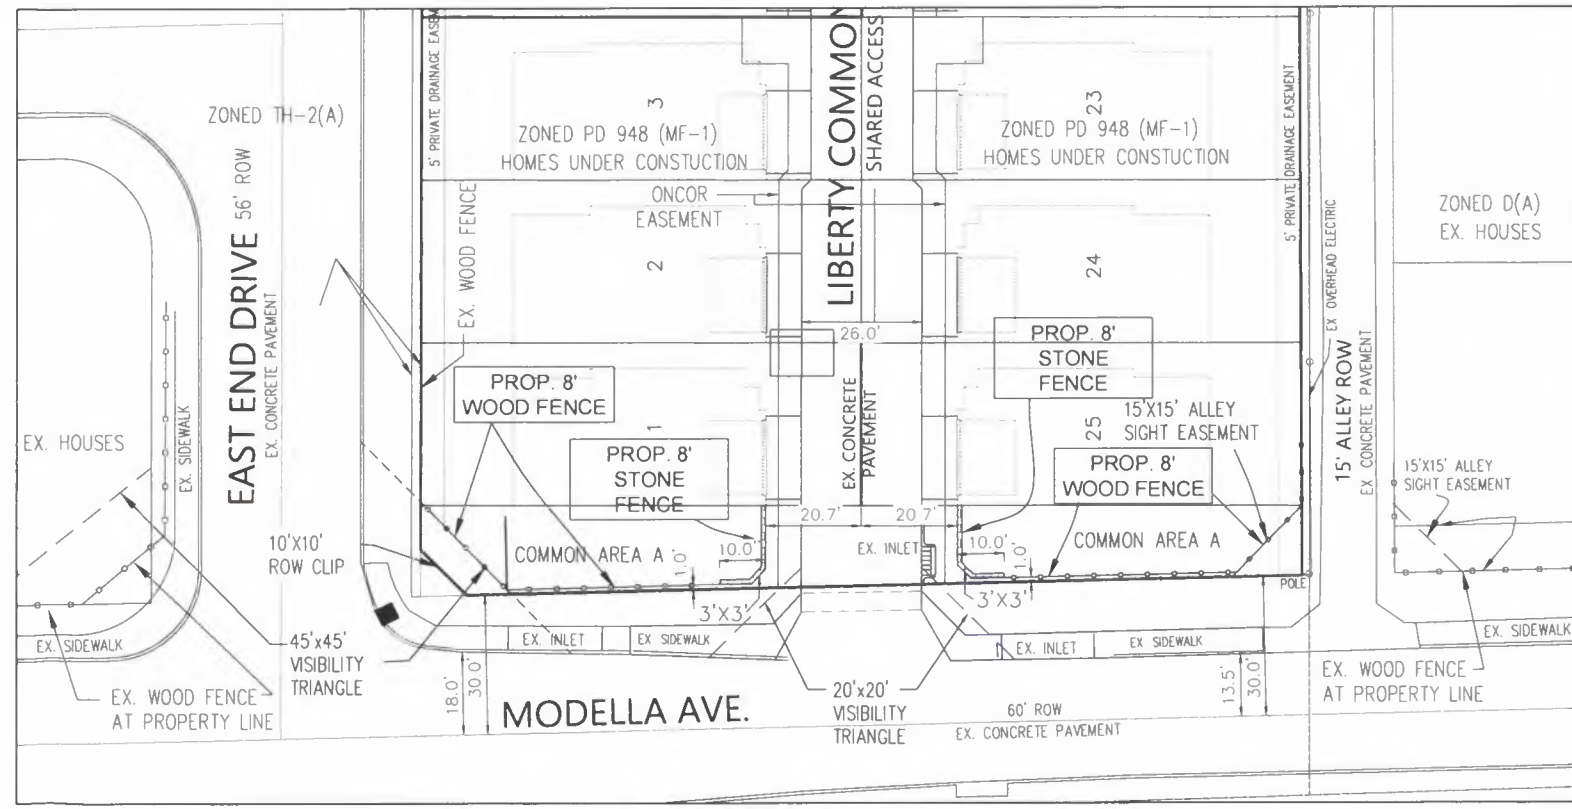 ZONED TH-2(A)
EAST END DRIVE 56' ROW
EX. CONCRETE PAVEMENT
EX. HOUSES
EX. SIDEWALK
EX. SIDEWALK
EX. WOOD FENCE
AT PROPERTY LINE
10'X10'
ROW CLIP
45'x45'
VISIBILITY
TRIANGLE
5' PRIVATE DRAINAGE EASEM
3
ZONED PD 948 (MF-1)
HOMES UNDER CONSTUCTION
ONCOR
EASEMENT
EX. WOOD FENCE
2
PROP. 8'
WOOD FENCE
1
PROP. 8'
STONE
FENCE
COMMON AREA A
1.0'
10.0'
3'X3'
LIBERTY COMMON
SHARED ACCESS
26.0'
EX. CONCRETE
PAVEMENT
20.7'
20.7'
EX. INLET
10.0'
1.0'
3'X3'
23
ZONED PD 948 (MF-1)
HOMES UNDER CONSTUCTION
24
PROP. 8'
STONE
FENCE
25
15'X15' ALLEY
SIGHT EASEMENT
PROP. 8'
WOOD FENCE
COMMON AREA A
POLE
5' PRIVATE DRAINAGE EASEMENT
EX OVERHEAD ELECTRIC
15' ALLEY ROW
EX CONCRETE PAVEMENT
ZONED D(A)
EX. HOUSES
15'X15' ALLEY
SIGHT EASEMENT
EX. SIDEWALK
EX. WOOD FENCE
AT PROPERTY LINE
EX. INLET
EX SIDEWALK
EX. INLET
EX SIDEWALK
18.0'
30.0'
MODELLA AVE.
20'x20'
VISIBILITY
TRIANGLE
60' ROW
EX. CONCRETE PAVEMENT
13.5'
30.0'